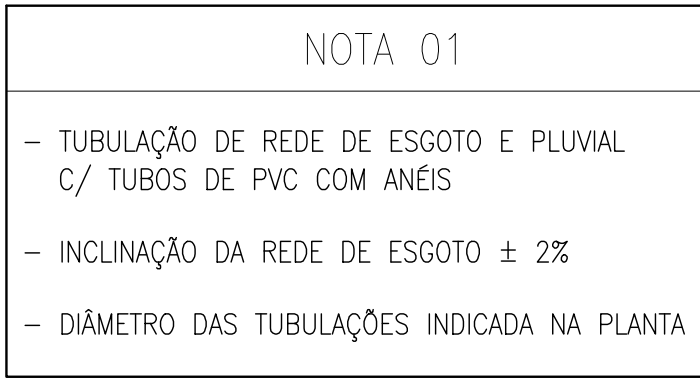 NOTA 01
- TUBULAÇÃO DE REDE DE ESGOTO E PLUVIAL
C/ TUBOS DE PVC COM ANÉIS
- INCLINAÇÃO DA REDE DE ESGOTO ± 2%
- DIÂMETRO DAS TUBULAÇÕES INDICADA NA PLANTA